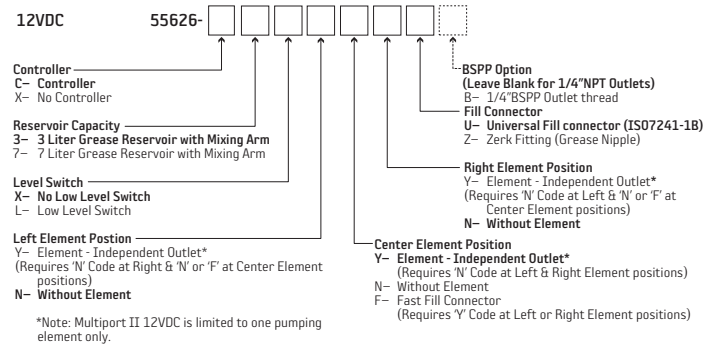 12VDC 55626-
Controller
C– Controller
X– No Controller
Reservoir Capacity
3– 3 Liter Grease Reservoir with Mixing Arm
7– 7 Liter Grease Reservoir with Mixing Arm
Level Switch
X– No Low Level Switch
L– Low Level Switch
Left Element Postion
Y– Element - Independent Outlet*
(Requires 'N' Code at Right & 'N' or 'F' at Center Element
positions)
N– Without Element
*Note: Multiport II 12VDC is limited to one pumping
element only.
BSPP Option
(Leave Blank for 1/4"NPT Outlets)
B– 1/4"BSPP Outlet thread
Fill Connector
U– Universal Fill connector (ISO7241-1B)
Z– Zerk Fitting (Grease Nipple)
Right Element Position
Y– Element - Independent Outlet*
(Requires 'N' Code at Left & 'N' or 'F' at
Center Element positions)
N– Without Element
Center Element Position
Y– Element - Independent Outlet*
(Requires 'N' Code at Left & Right Element positions)
N– Without Element
F– Fast Fill Connector
(Requires 'Y' Code at Left or Right Element positions)